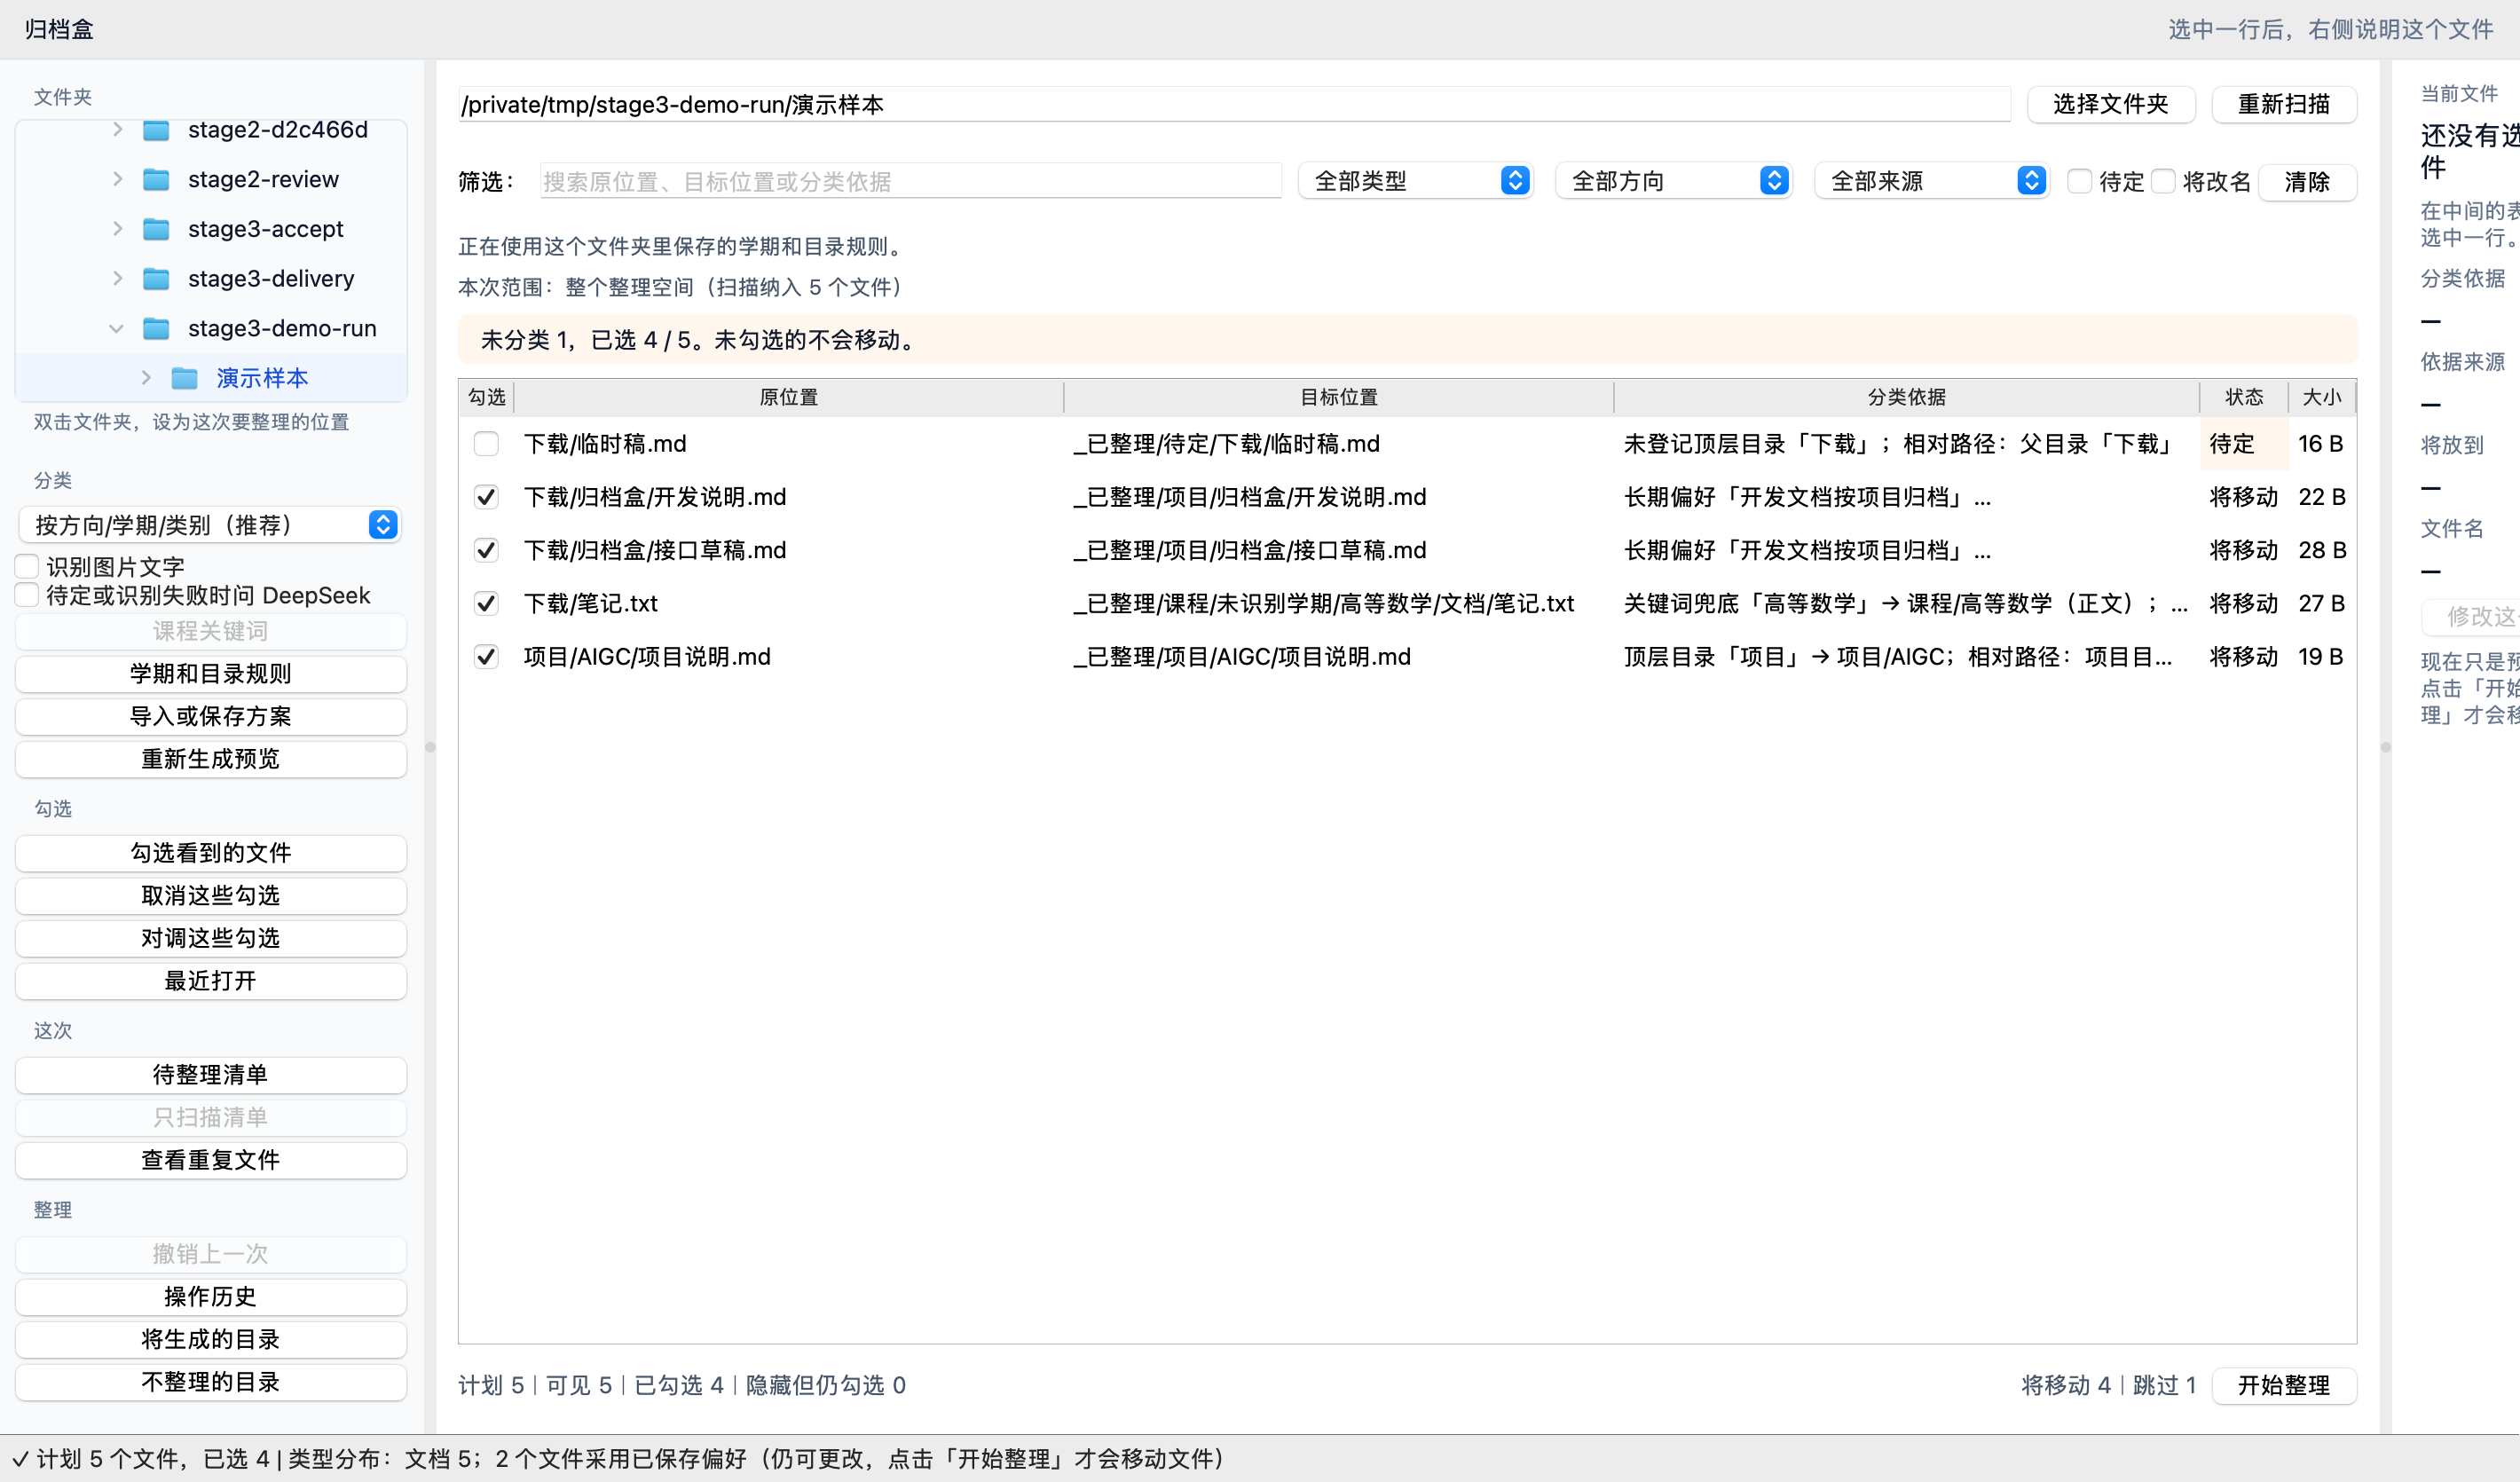 归档盒
选中一行后，右侧说明这个文件
文件夹
stage2-d2c466d
stage2-review
stage3-accept
stage3-delivery
stage3-demo-run
演示样本
双击文件夹，设为这次要整理的位置
分类
按方向/学期/类别（推荐）
识别图片文字
待定或识别失败时问 DeepSeek
课程关键词
学期和目录规则
导入或保存方案
重新生成预览
勾选
勾选看到的文件
取消这些勾选
对调这些勾选
最近打开
这次
待整理清单
只扫描清单
查看重复文件
整理
撤销上一次
操作历史
将生成的目录
不整理的目录
/private/tmp/stage3-demo-run/演示样本 选择文件夹 重新扫描
筛选： 搜索原位置、目标位置或分类依据 全部类型 全部方向 全部来源 待定 将改名 清除
正在使用这个文件夹里保存的学期和目录规则。
本次范围：整个整理空间（扫描纳入 5 个文件）
未分类 1，已选 4 / 5。未勾选的不会移动。
勾选 原位置 目标位置 分类依据 状态 大小
下载/临时稿.md _已整理/待定/下载/临时稿.md 未登记顶层目录「下载」；相对路径：父目录「下载」 待定 16 B
下载/归档盒/开发说明.md _已整理/项目/归档盒/开发说明.md 长期偏好「开发文档按项目归档」... 将移动 22 B
下载/归档盒/接口草稿.md _已整理/项目/归档盒/接口草稿.md 长期偏好「开发文档按项目归档」... 将移动 28 B
下载/笔记.txt _已整理/课程/未识别学期/高等数学/文档/笔记.txt 关键词兜底「高等数学」→ 课程/高等数学（正文）；... 将移动 27 B
项目/AIGC/项目说明.md _已整理/项目/AIGC/项目说明.md 顶层目录「项目」→ 项目/AIGC；相对路径：项目目... 将移动 19 B
计划 5 | 可见 5 | 已勾选 4 | 隐藏但仍勾选 0
将移动 4 | 跳过 1 开始整理
当前文件
还没有选
件
在中间的表
选中一行。
分类依据
—
依据来源
—
将放到
—
文件名
—
修改这
现在只是预
点击「开始
理」才会移
✓ 计划 5 个文件，已选 4 | 类型分布：文档 5；2 个文件采用已保存偏好（仍可更改，点击「开始整理」才会移动文件）